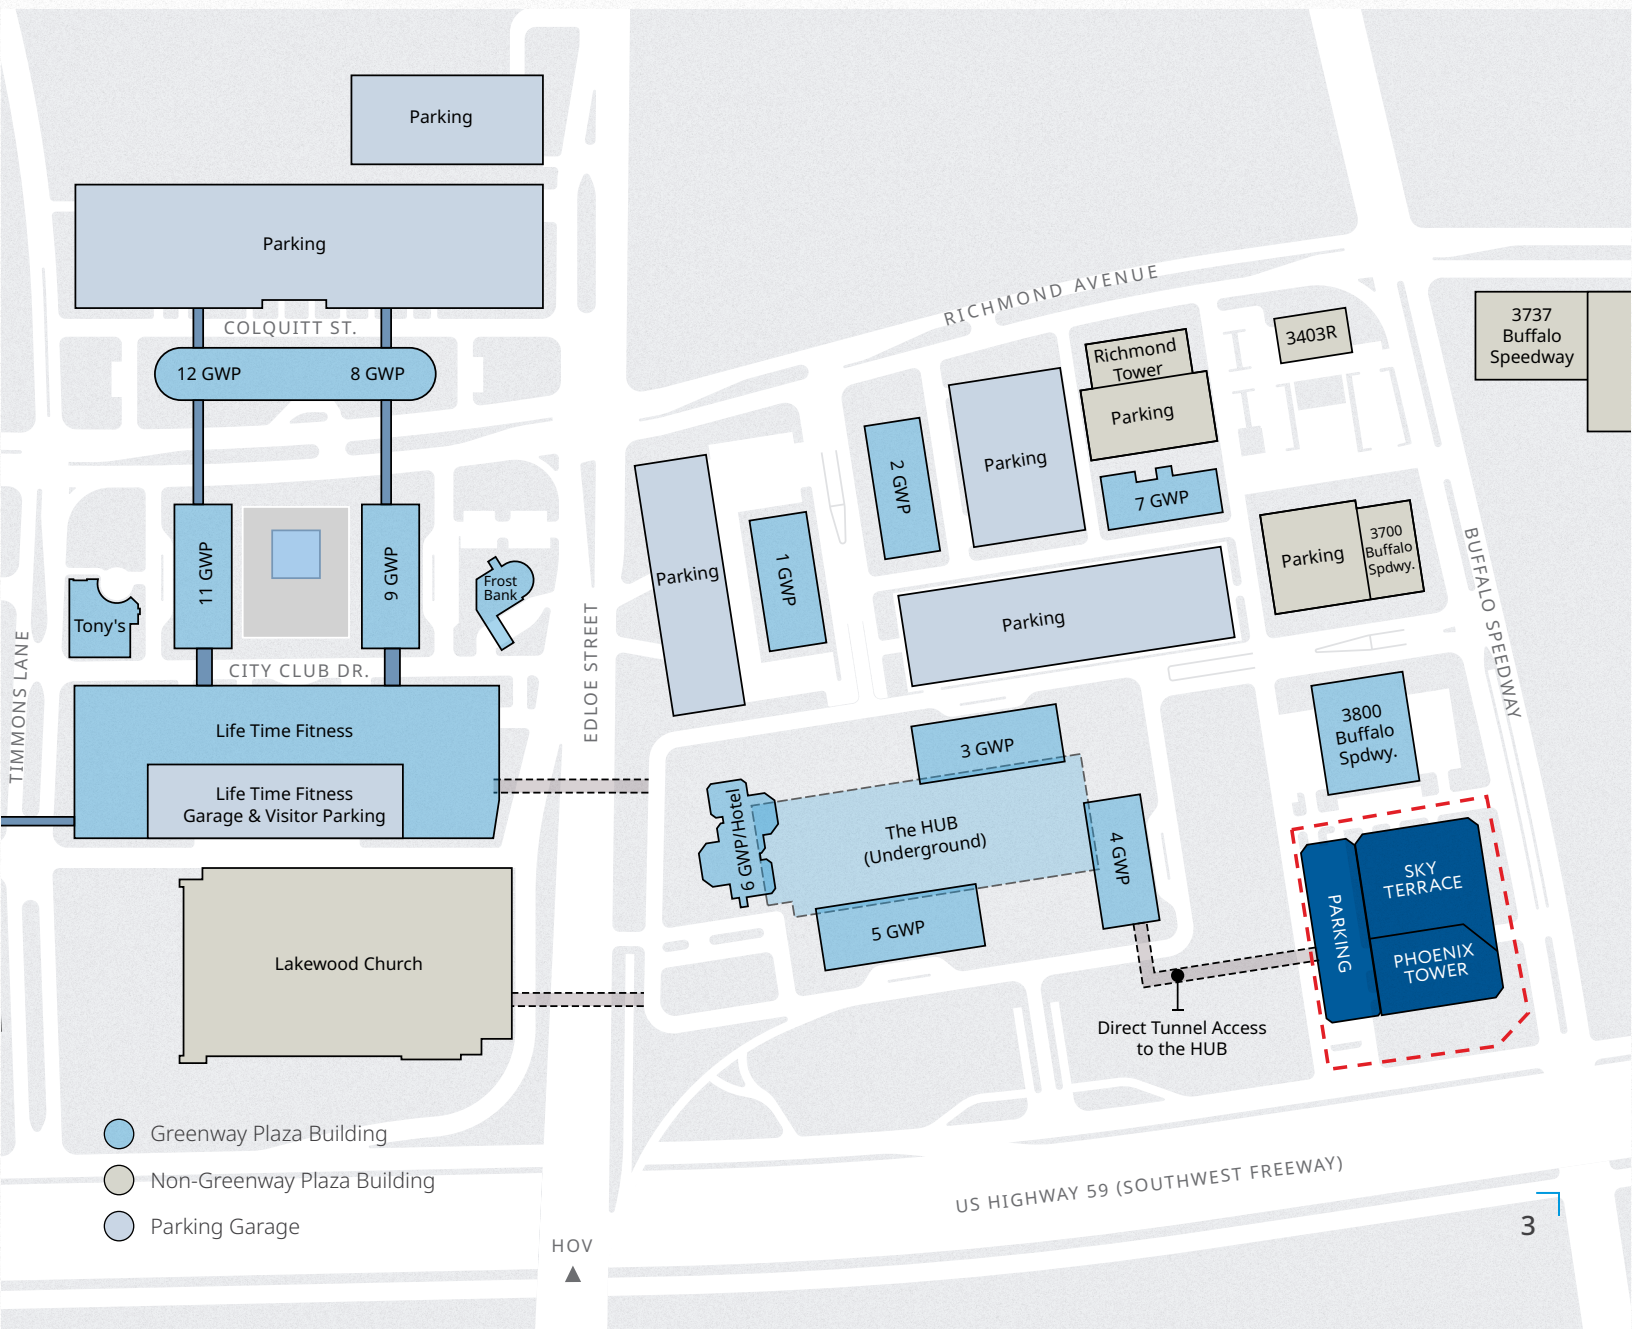 Parking
Parking
COLQUITT ST.
12 GWP
8 GWP
11 GWP
9 GWP
Tony's
Frost
Bank
CITY CLUB DR.
TIMMONS LANE
EDLOE STREET
Life Time Fitness
Life Time Fitness
Garage & Visitor Parking
Lakewood Church
RICHMOND AVENUE
Richmond
Tower
Parking
3403R
3737
Buffalo
Speedway
Parking
1 GWP
2 GWP
Parking
7 GWP
Parking
Parking
3700
Buffalo
Spdwy.
BUFFALO SPEEDWAY
3800
Buffalo
Spdwy.
3 GWP
The HUB
(Underground)
6 GWP/Hotel
4 GWP
5 GWP
PARKING
SKY
TERRACE
PHOENIX
TOWER
Direct Tunnel Access
to the HUB
Greenway Plaza Building
Non-Greenway Plaza Building
Parking Garage
HOV
US HIGHWAY 59 (SOUTHWEST FREEWAY)
3